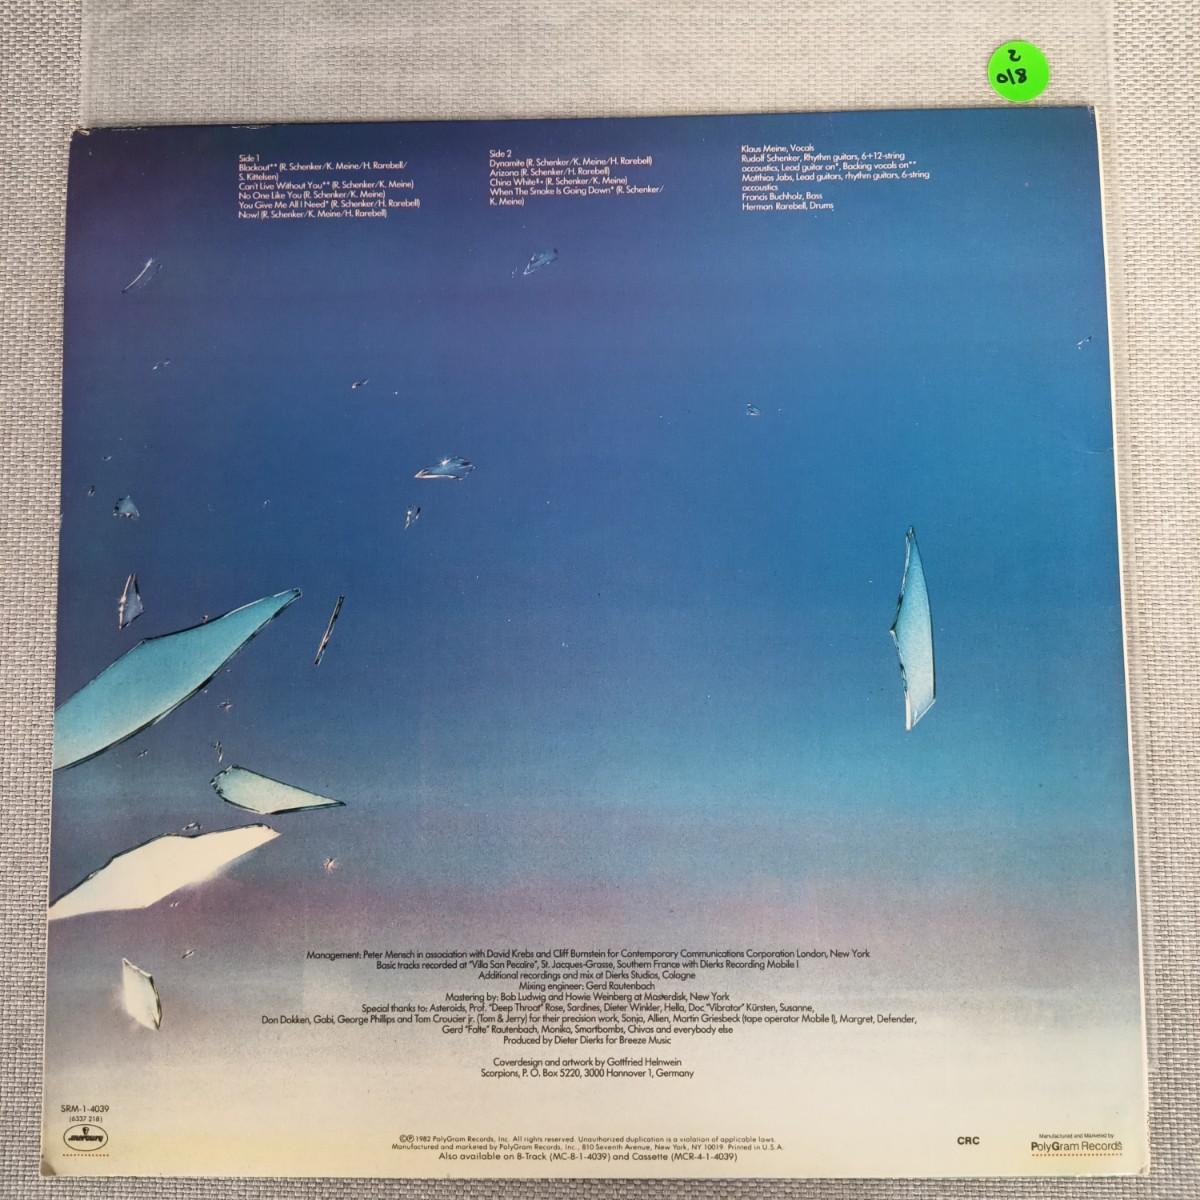 2
018
Side 1
Blackout** (R. Schenker/K. Meine/H. Rarebell/
S. Kittelsen)
Can't Live Without You** (R. Schenker/K. Meine)
No One Like You (R. Schenker/K. Meine)
You Give Me All I Need* (R. Schenker/H. Rarebell)
Now! (R. Schenker/K. Meine/H. Rarebell)
Side 2
Dynamite (R. Schenker/K. Meine/H. Rarebell)
Arizona (R. Schenker/H. Rarebell)
China White (R. Schenker/K. Meine)
When The Smoke Is Going Down* (R. Schenker/
K. Meine)
Klaus Meine, Vocals
Rudolf Schenker, Rhythm guitars, 6+12-string
accoustics, Lead guitar on*, Backing vocals on**
Matthias Jabs, Lead guitars, rhythm guitars, 6-string
accoustics
Francis Buchholz, Bass
Herman Rarebell, Drums
Management: Peter Mensch in association with David Krebs and Cliff Burnstein for Contemporary Communications Corporation London, New York
Basic tracks recorded at "Villa San Pecaire", St. Jacques-Grasse, Southern France with Dierks Recording Mobile I
Additional recordings and mix at Dierks Studios, Cologne
Mixing engineer: Gerd Rautenbach
Mastering by: Bob Ludwig and Howie Weinberg at Masterdisk, New York
Special thanks to: Asteroids, Prof. "Deep Throat" Rose, Sardines, Dieter Winkler, Hella, Doc "Vibrator" Kürsten, Susanne,
Don Dokken, Gabi, George Phillips and Tom Croucier jr. (Tom & Jerry) for their precision work, Sonja, Allien, Martin Griesbeck (tape operator Mobile I), Margret, Defender,
Gerd "Falte" Rautenbach, Monika, Smartbombs, Chivas and everybody else
Produced by Dieter Dierks for Breeze Music
Coverdesign and artwork by Gottfried Helnwein
Scorpions, P. O. Box 5220, 3000 Hannover 1, Germany
SRM-1-4039
(6337 218)
mercury
©℗ 1982 PolyGram Records, Inc. All rights reserved. Unauthorized duplication is a violation of applicable laws.
Manufactured and marketed by PolyGram Records, Inc., 810 Seventh Avenue, New York, NY 10019. Printed in U.S.A.
Also available on 8-Track (MC-8-1-4039) and Cassette (MCR-4-1-4039)
CRC
Manufactured and Marketed by
PolyGram Records